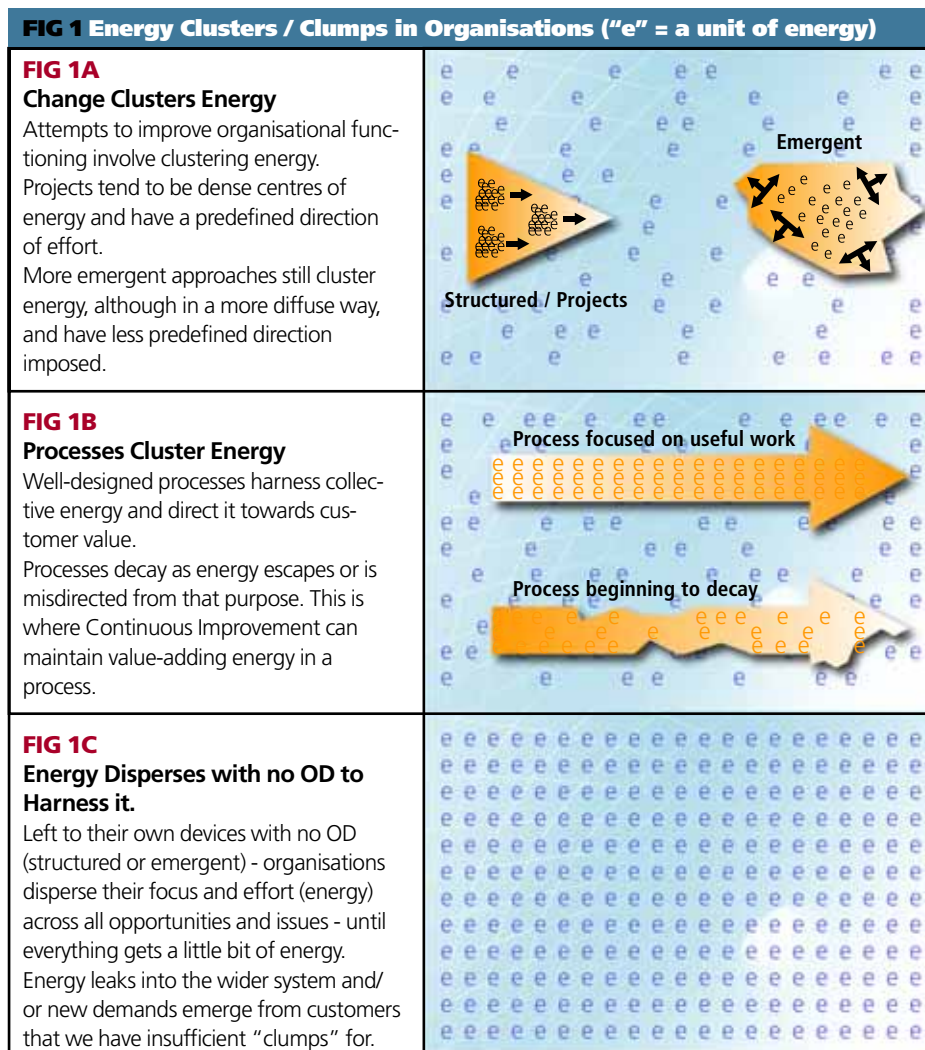 FIG 1 Energy Clusters / Clumps in Organisations (“e” = a unit of energy)
FIG 1A
Change Clusters Energy
Attempts to improve organisational func-
tioning involve clustering energy.
Projects tend to be dense centres of
energy and have a predefined direction
of effort.
More emergent approaches still cluster
energy, although in a more diffuse way,
and have less predefined direction
imposed.
Emergent
Structured / Projects
FIG 1B
Processes Cluster Energy
Well-designed processes harness collec-
tive energy and direct it towards cus-
tomer value.
Processes decay as energy escapes or is
misdirected from that purpose. This is
where Continuous Improvement can
maintain value-adding energy in a
process.
Process focused on useful work
Process beginning to decay
FIG 1C
Energy Disperses with no OD to
Harness it.
Left to their own devices with no OD
(structured or emergent) - organisations
disperse their focus and effort (energy)
across all opportunities and issues - until
everything gets a little bit of energy.
Energy leaks into the wider system and/
or new demands emerge from customers
that we have insufficient “clumps” for.